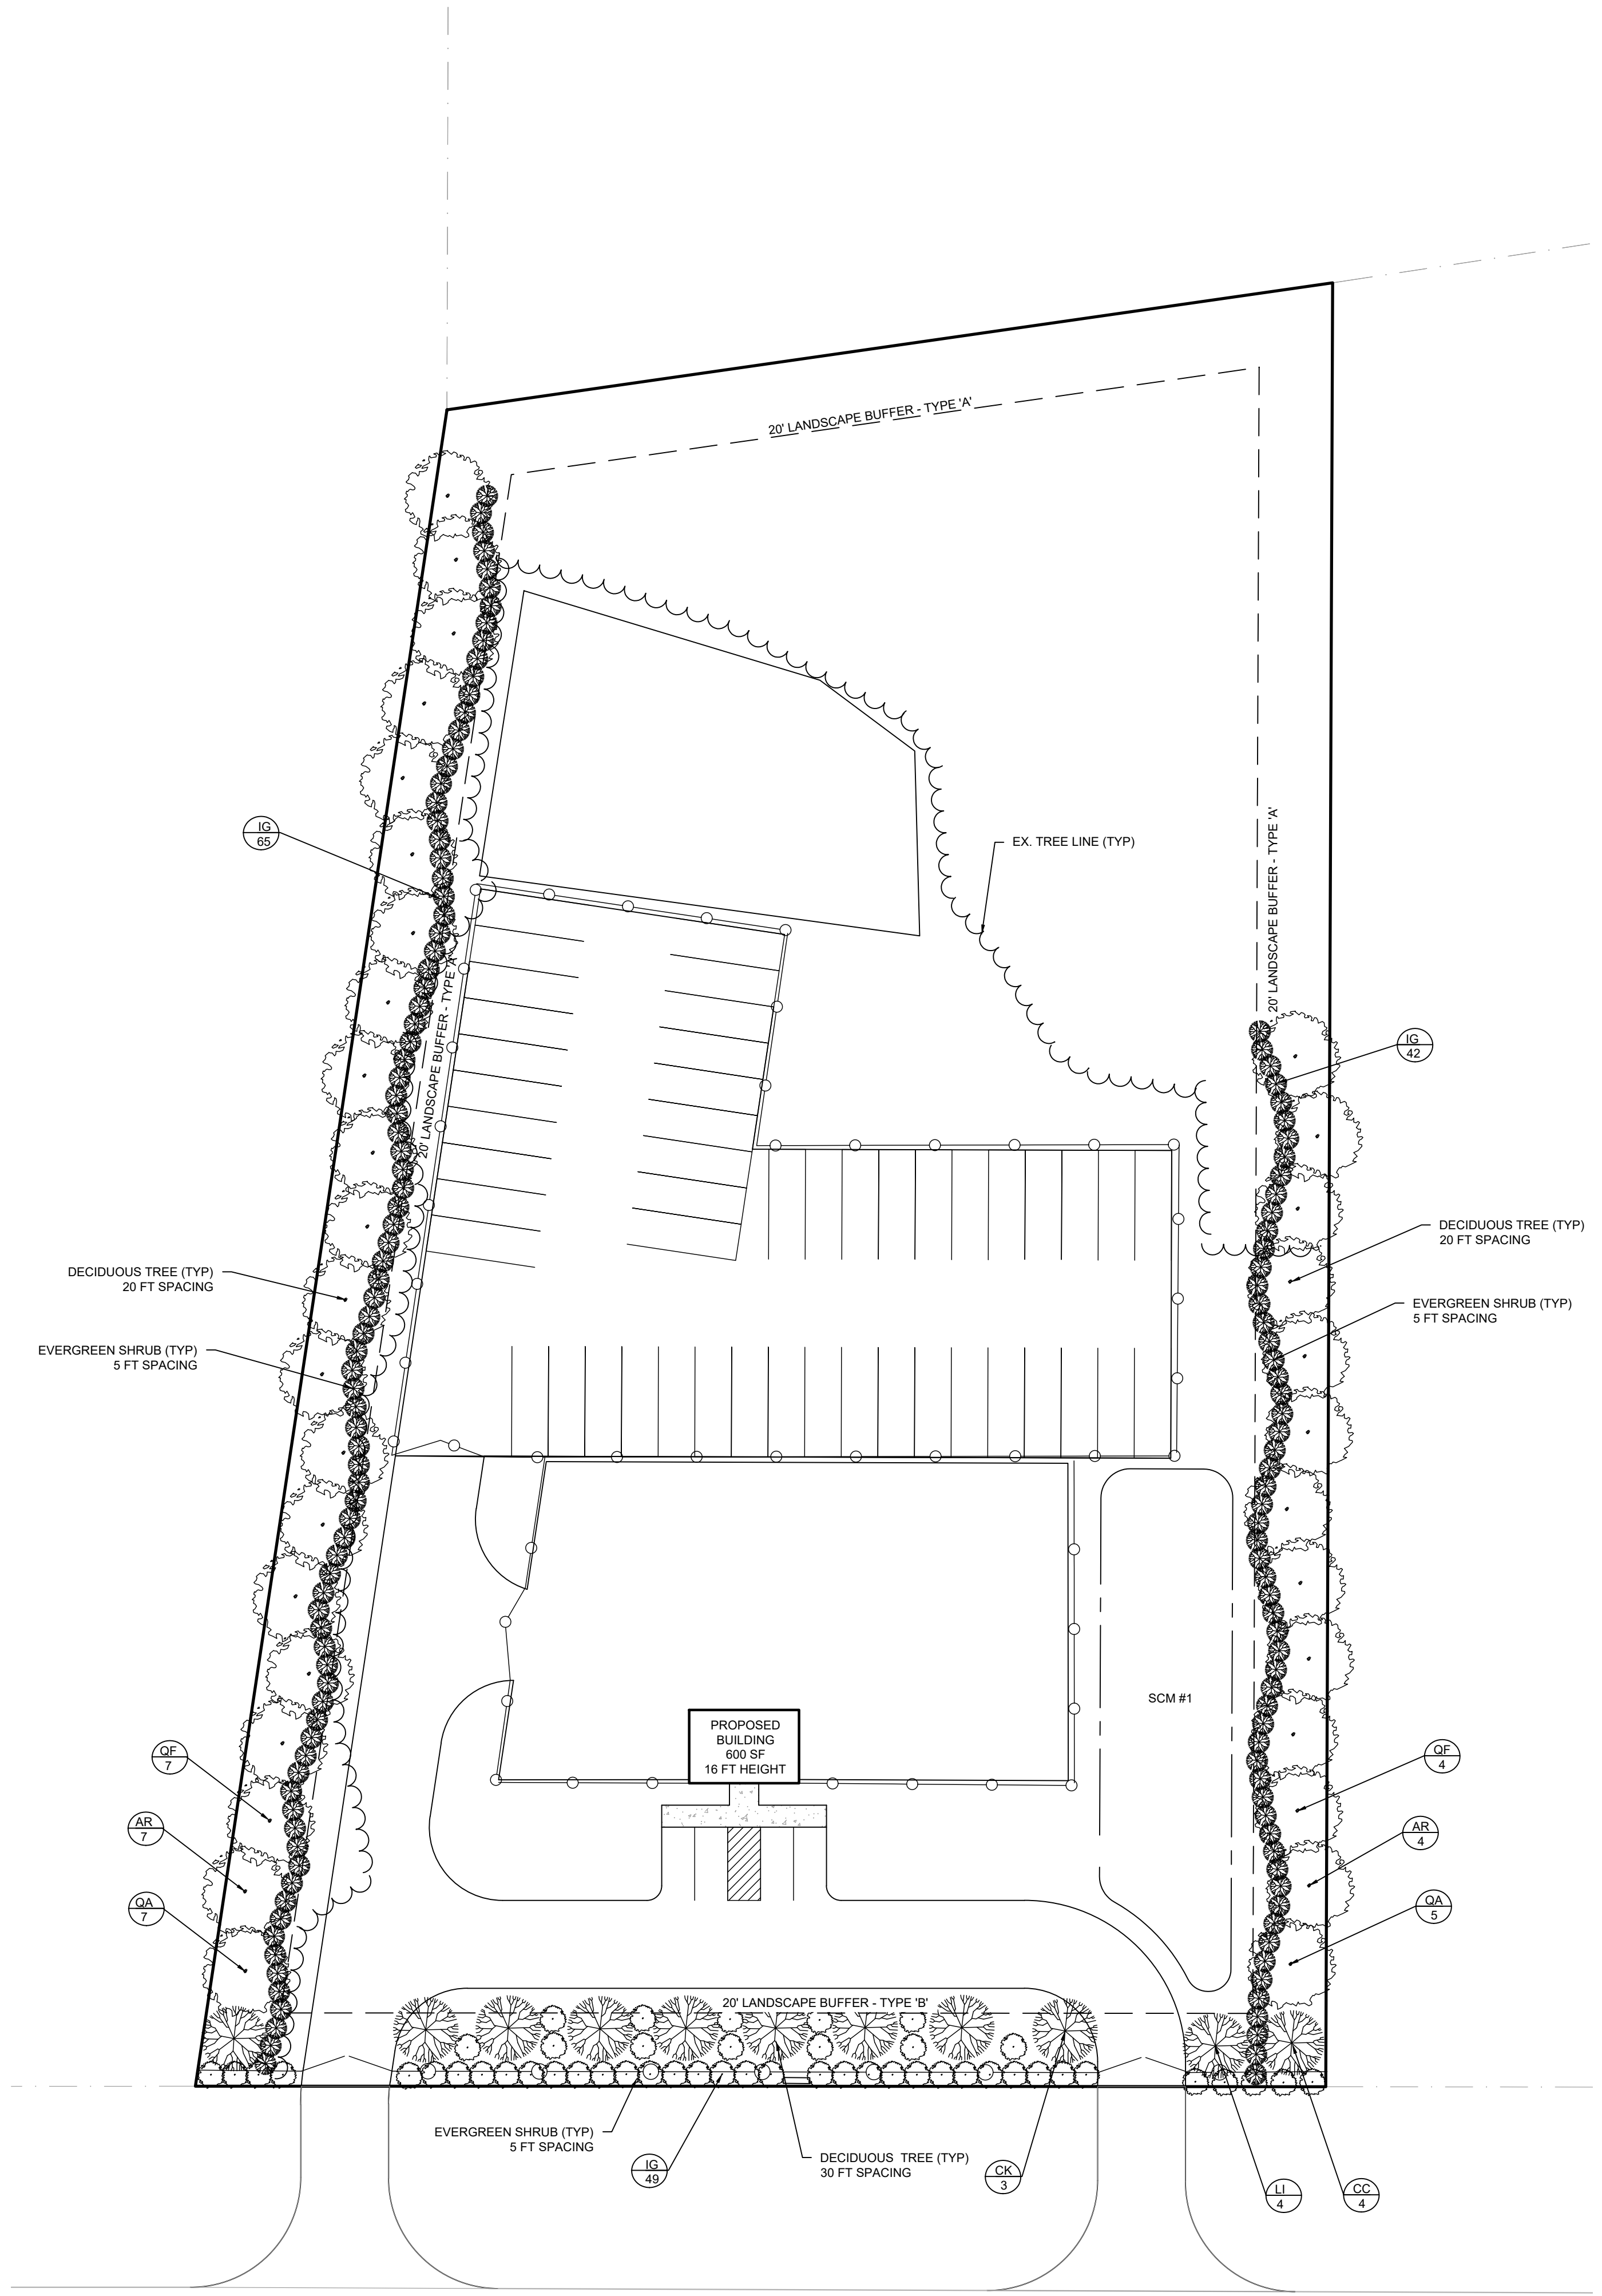 20' LANDSCAPE BUFFER - TYPE 'A'
IG
65
EX. TREE LINE (TYP)
20' LANDSCAPE BUFFER - TYPE 'A'
20' LANDSCAPE BUFFER - TYPE 'A'
IG
42
DECIDUOUS TREE (TYP)
20 FT SPACING
DECIDUOUS TREE (TYP)
20 FT SPACING
EVERGREEN SHRUB (TYP)
5 FT SPACING
EVERGREEN SHRUB (TYP)
5 FT SPACING
SCM #1
PROPOSED
BUILDING
600 SF
16 FT HEIGHT
QF
7
QF
4
AR
7
AR
4
QA
7
QA
5
20' LANDSCAPE BUFFER - TYPE 'B'
EVERGREEN SHRUB (TYP)
5 FT SPACING
IG
49
DECIDUOUS  TREE (TYP)
30 FT SPACING
CK
3
LI
4
CC
4